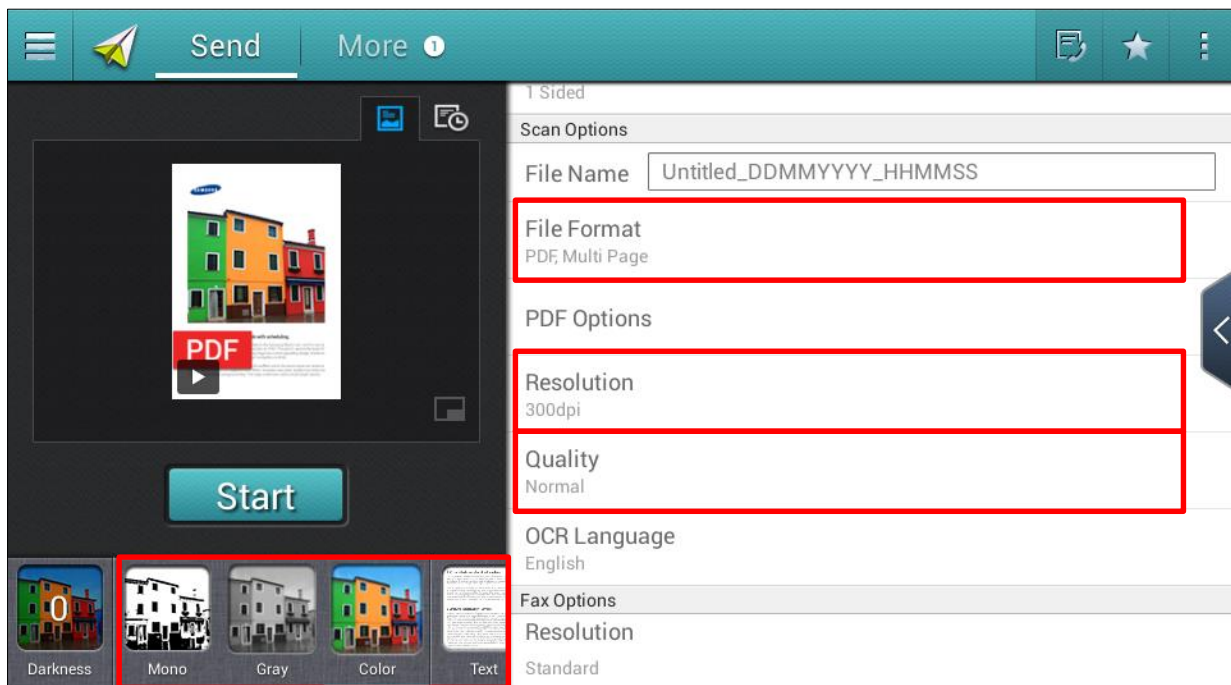 Send
More 1
1 Sided
Scan Options
File Name Untitled_DDMMYYYY_HHMMSS
File Format
PDF, Multi Page
PDF Options
Resolution
300dpi
Quality
Normal
OCR Language
English
Fax Options
Resolution
Standard
SAMSUNG
PDF
Start
0
Darkness
Mono
Gray
Color
Text